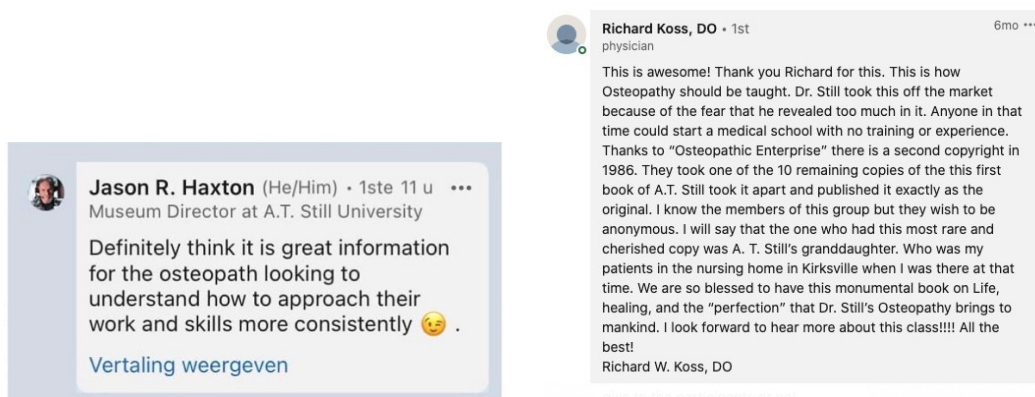 Jason R. Haxton (He/Him) • 1ste 11 u •••
Museum Director at A.T. Still University
Definitely think it is great information
for the osteopath looking to
understand how to approach their
work and skills more consistently 😉 .
Vertaling weergeven
Richard Koss, DO • 1st 6mo •••
physician
This is awesome! Thank you Richard for this. This is how
Osteopathy should be taught. Dr. Still took this off the market
because of the fear that he revealed too much in it. Anyone in that
time could start a medical school with no training or experience.
Thanks to “Osteopathic Enterprise” there is a second copyright in
1986. They took one of the 10 remaining copies of the this first
book of A.T. Still took it apart and published it exactly as the
original. I know the members of this group but they wish to be
anonymous. I will say that the one who had this most rare and
cherished copy was A. T. Still’s granddaughter. Who was my
patients in the nursing home in Kirksville when I was there at that
time. We are so blessed to have this monumental book on Life,
healing, and the “perfection” that Dr. Still’s Osteopathy brings to
mankind. I look forward to hear more about this class!!!! All the
best!
Richard W. Koss, DO